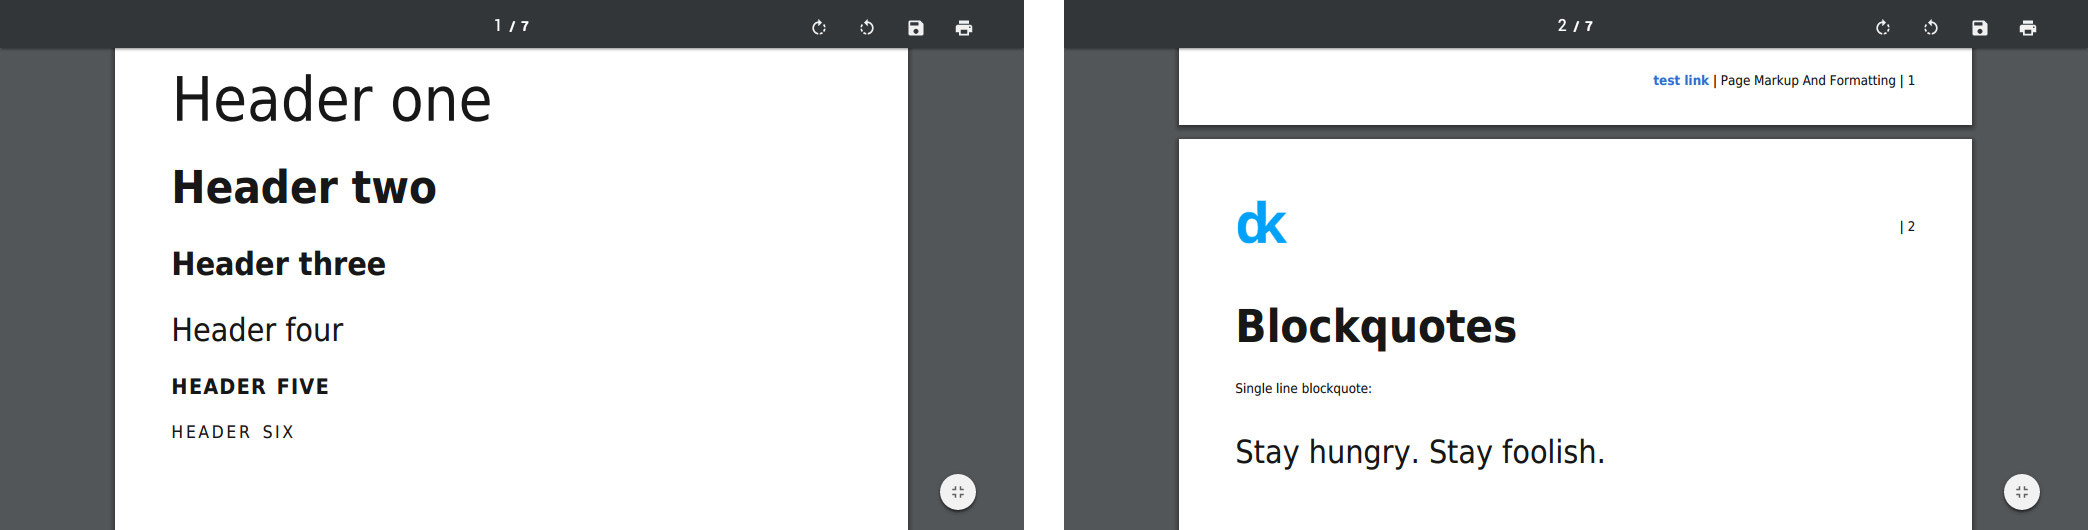 1 / 7
Header one
Header two
Header three
Header four
HEADER FIVE
HEADER SIX
2 / 7
test link | Page Markup And Formatting | 1
dk
| 2
Blockquotes
Single line blockquote:
Stay hungry. Stay foolish.